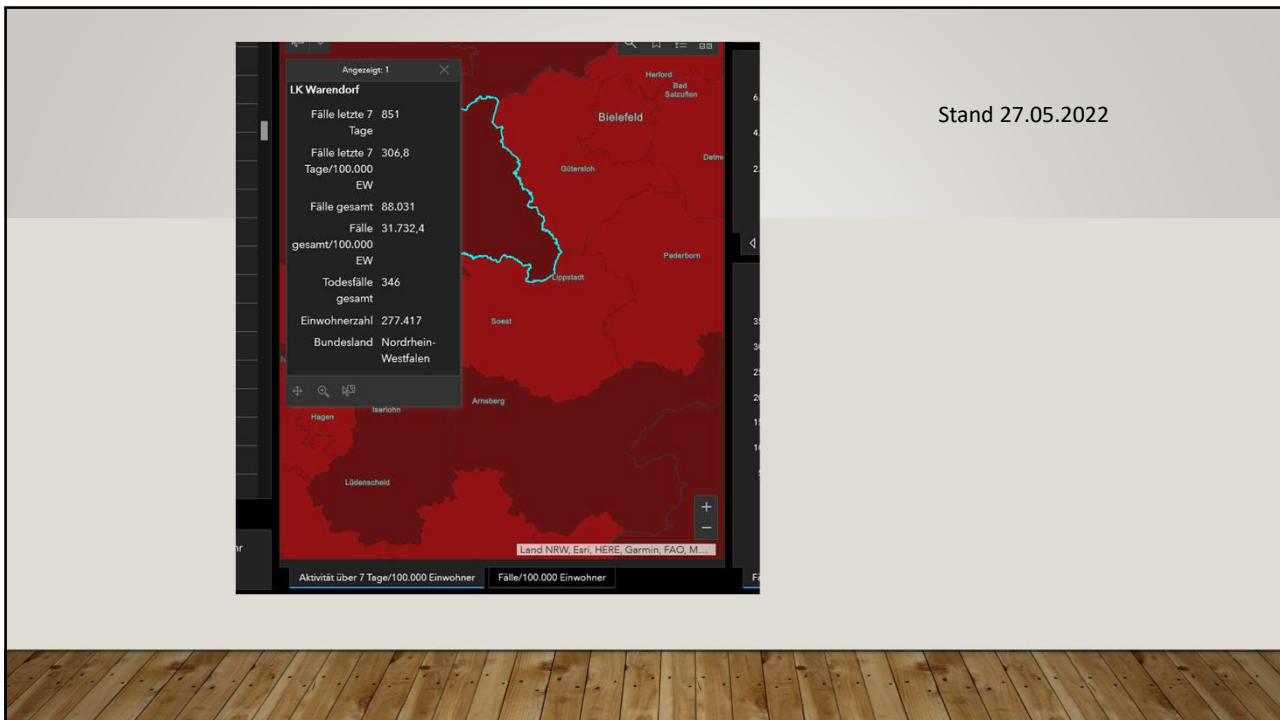 Stand 27.05.2022
Angezeigt: 1
LK Warendorf
Fälle letzte 7 851
Tage
Fälle letzte 7 306,8
Tage/100.000
EW
Fälle gesamt 88.031
Fälle 31.732,4
gesamt/100.000
EW
Todesfälle 346
gesamt
Einwohnerzahl 277.417
Bundesland Nordrhein-
Westfalen
Herford
Bad
Salzuflen
Bielefeld
Gütersloh
Paderborn
Lippstadt
Soest
Arnsberg
Iserlohn
Hagen
Lüdenscheid
+
−
Land NRW, Esri, HERE, Garmin, FAO, M...
Aktivität über 7 Tage/100.000 Einwohner
Fälle/100.000 Einwohner